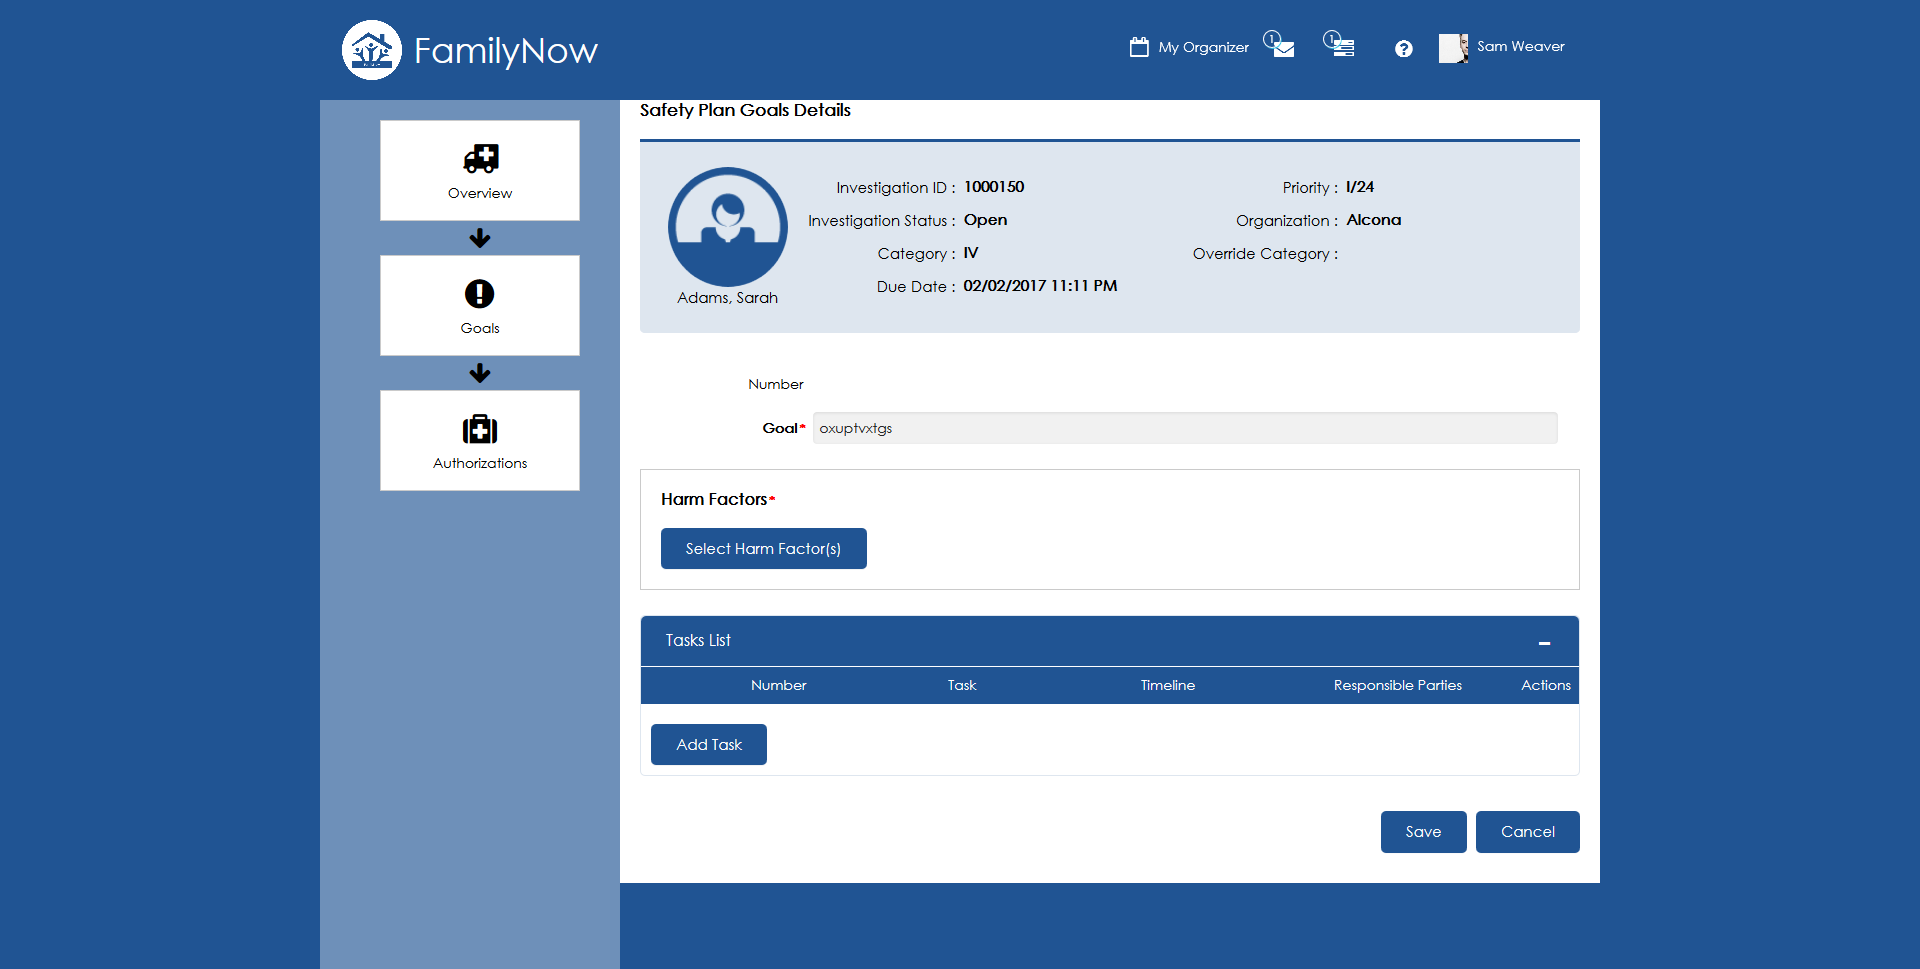 FamilyNow
My Organizer
1
1
Sam Weaver
Overview
Goals
Authorizations
Safety Plan Goals Details
Adams, Sarah
Investigation ID : 1000150
Investigation Status : Open
Category : IV
Due Date : 02/02/2017 11:11 PM
Priority : I/24
Organization : Alcona
Override Category :
Number
Goal* oxuptvxtgs
Harm Factors*
Select Harm Factor(s)
Tasks List
Number Task Timeline Responsible Parties Actions
Add Task
Save Cancel